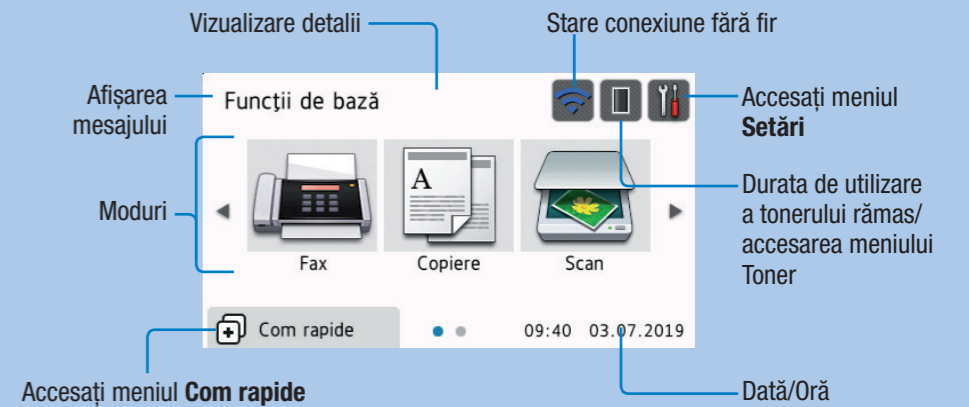 Vizualizare detalii
Stare conexiune fără fir
Afișarea
mesajului
Funcții de bază
Accesați meniul
Setări
Moduri
A
Durata de utilizare
a tonerului rămas/
accesarea meniului
Toner
Fax
Copiere
Scan
Com rapide
09:40 03.07.2019
Accesați meniul Com rapide
Dată/Oră